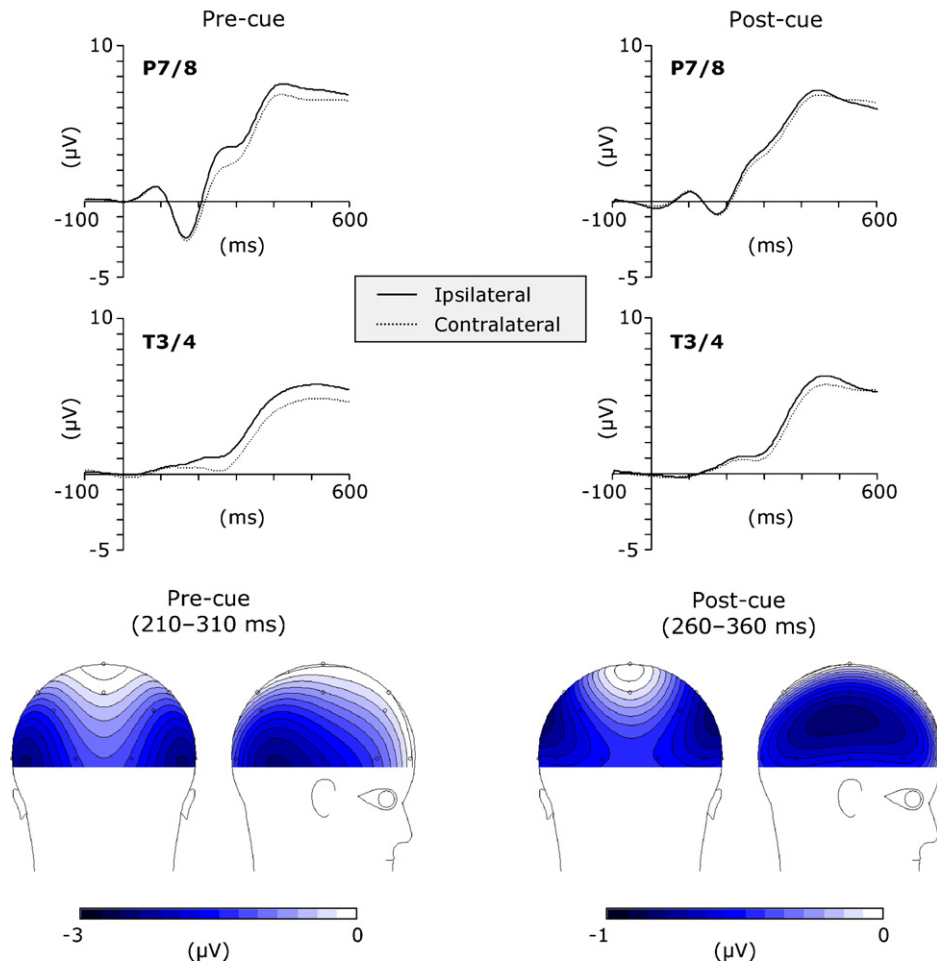 Pre-cue
Post-cue
10
P7/8
(µV)
-100
600
(ms)
-5
10
P7/8
(µV)
-100
600
(ms)
-5
Ipsilateral
Contralateral
10
T3/4
(µV)
-100
600
(ms)
-5
10
T3/4
(µV)
-100
600
(ms)
-5
Pre-cue
(210–310 ms)
Post-cue
(260–360 ms)
-3
0
(µV)
-1
0
(µV)